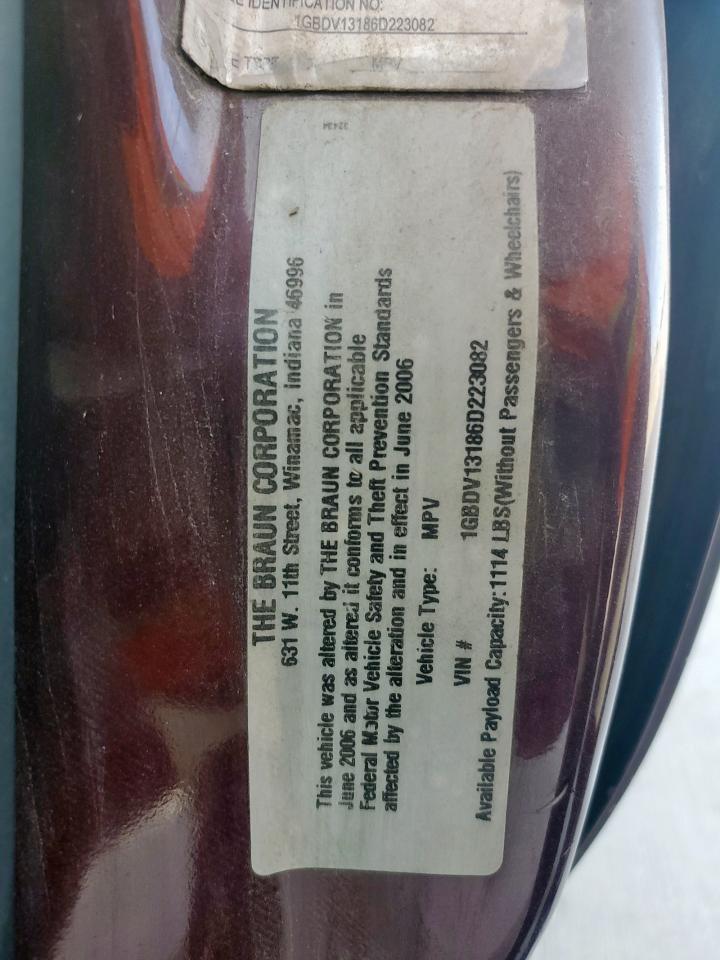 IDENTIFICATION NO:
1GBDV13186D223082
MPV
32434
THE BRAUN CORPORATION
631 W. 11th Street, Winamac, Indiana 46996
This vehicle was altered by THE BRAUN CORPORATION in
June 2006 and as altered it conforms to all applicable
Federal Motor Vehicle Safety and Theft Prevention Standards
affected by the alteration and in effect in June 2006
Vehicle Type: MPV
VIN # 1GBDV13186D223082
Available Payload Capacity:1114 LBS(Without Passengers & Wheelchairs)